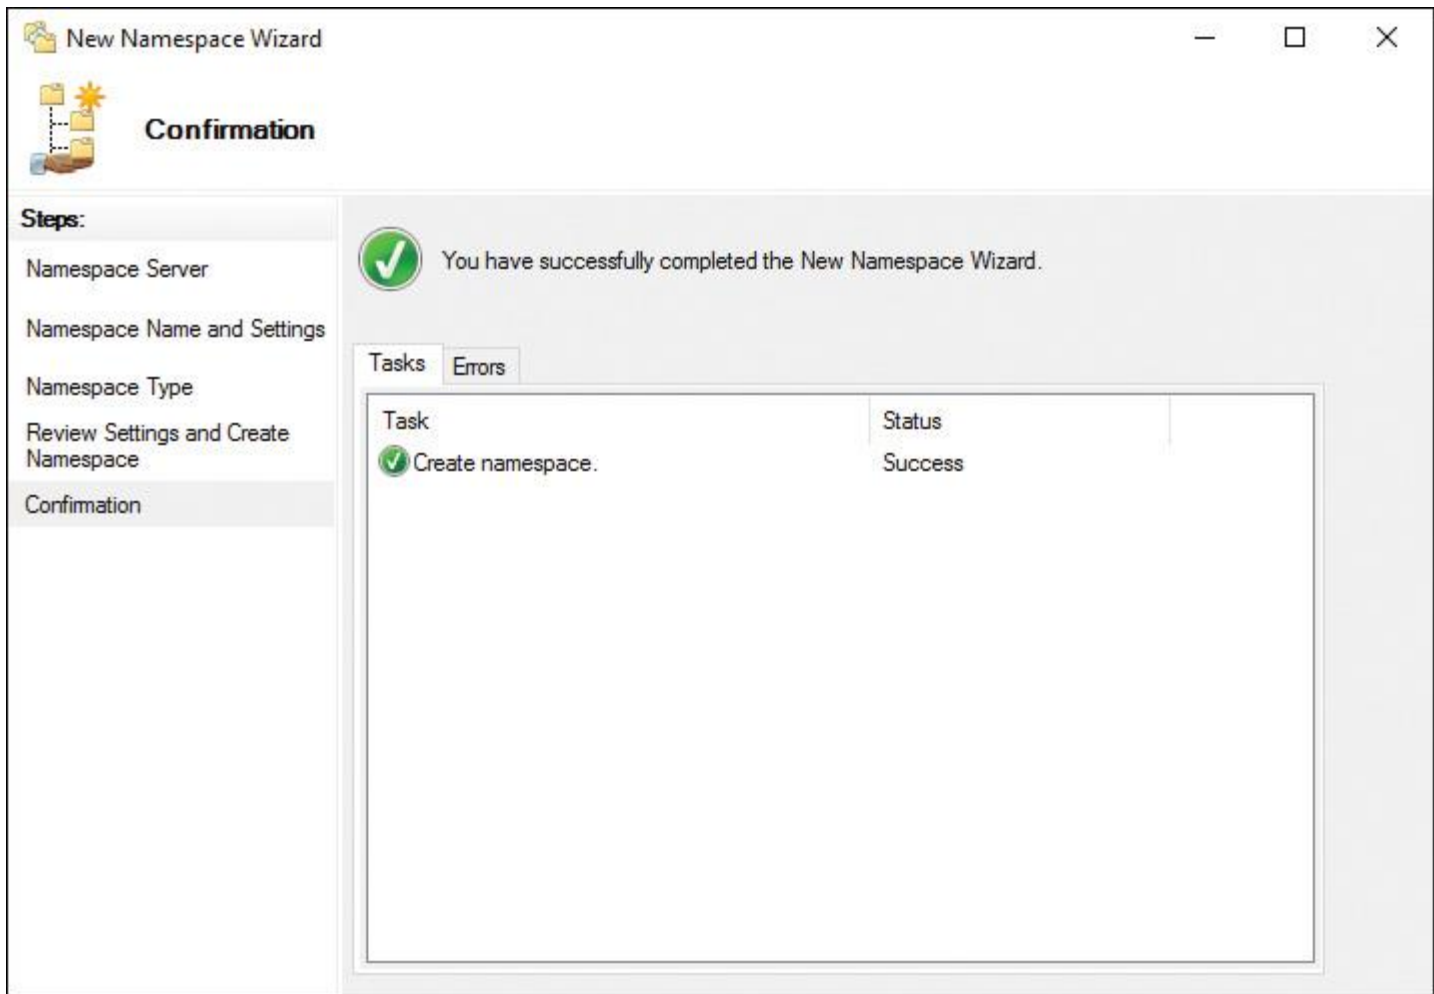 New Namespace Wizard
Confirmation
Steps:
Namespace Server
Namespace Name and Settings
Namespace Type
Review Settings and Create
Namespace
Confirmation
You have successfully completed the New Namespace Wizard.
Tasks Errors
Task Status
Create namespace. Success